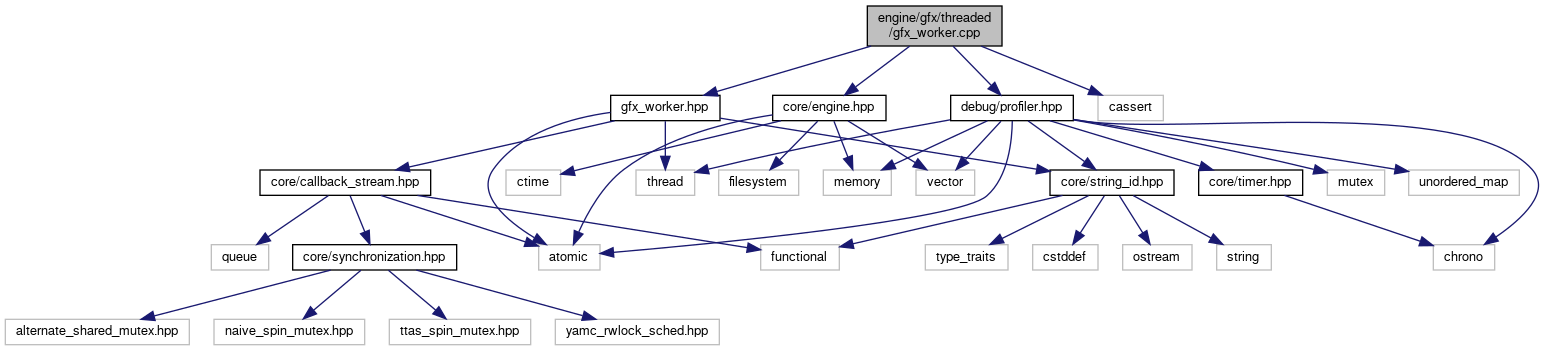 engine/gfx/threaded
/gfx_worker.cpp
gfx_worker.hpp
core/engine.hpp
debug/profiler.hpp
cassert
core/callback_stream.hpp
ctime
thread
filesystem
memory
vector
core/string_id.hpp
core/timer.hpp
mutex
unordered_map
queue
core/synchronization.hpp
atomic
functional
type_traits
cstddef
ostream
string
chrono
alternate_shared_mutex.hpp
naive_spin_mutex.hpp
ttas_spin_mutex.hpp
yamc_rwlock_sched.hpp